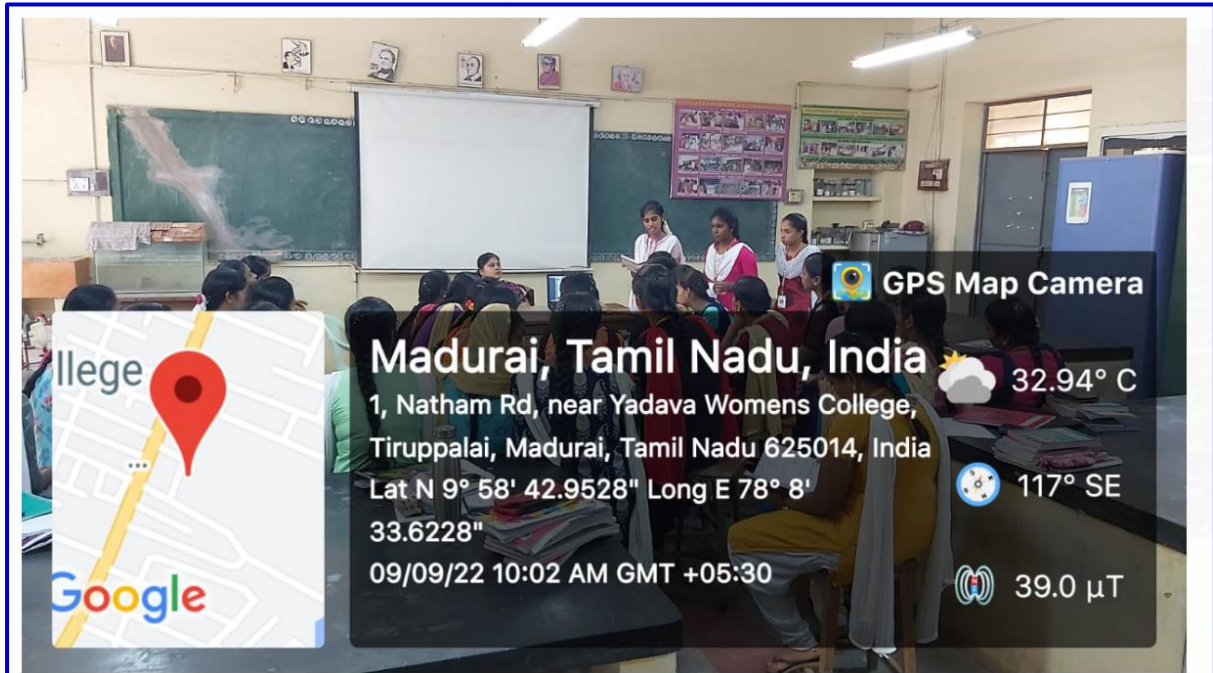 GPS Map Camera
llege
Google
Madurai, Tamil Nadu, India
1, Natham Rd, near Yadava Womens College,
Tiruppalai, Madurai, Tamil Nadu 625014, India
Lat N 9° 58' 42.9528" Long E 78° 8'
33.6228"
09/09/22 10:02 AM GMT +05:30
32.94° C
117° SE
39.0 µT